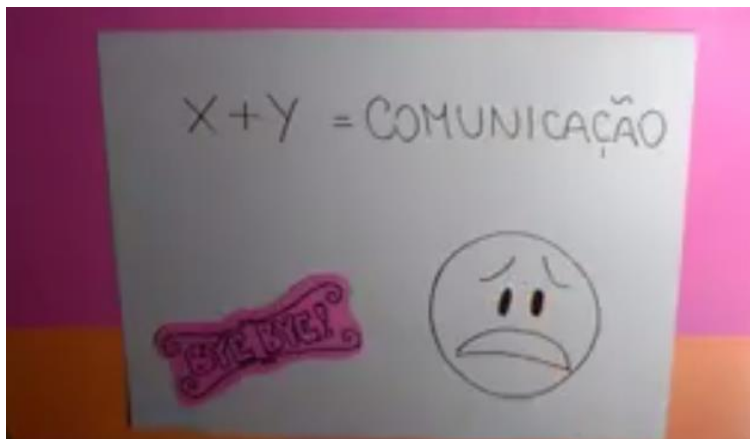 X + Y = COMUNICAÇÃO
BYE BYE!